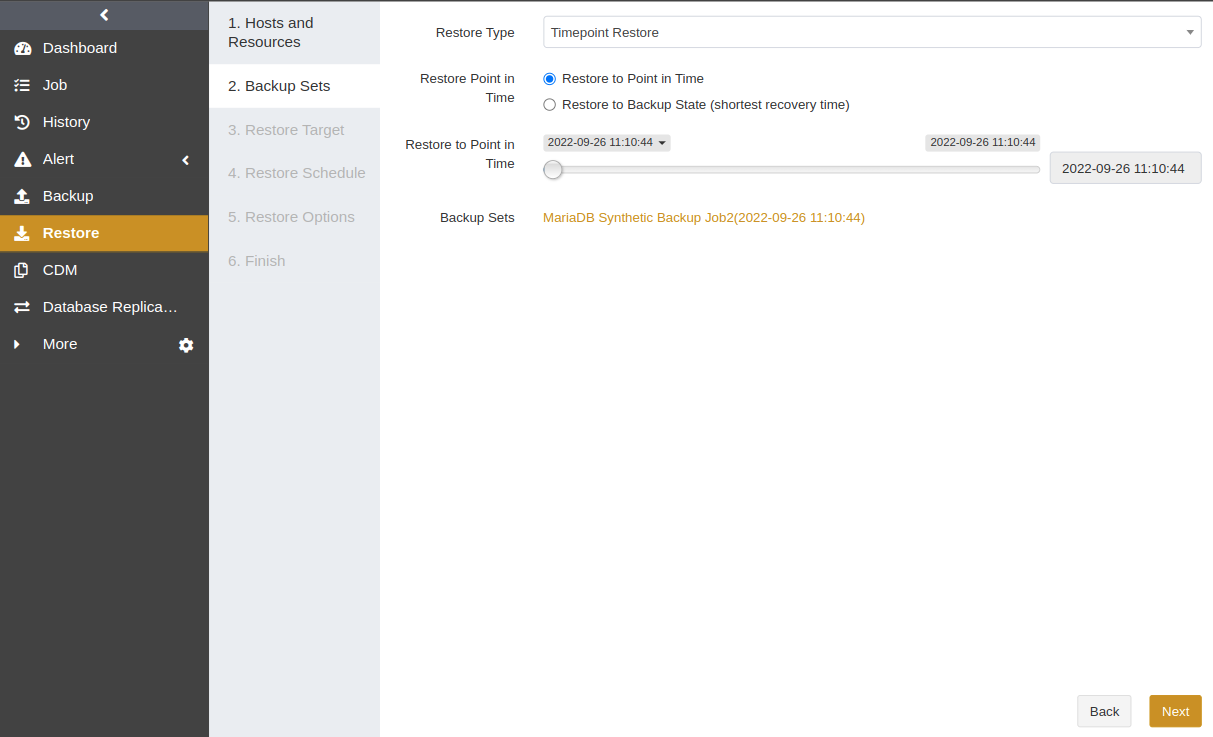 Dashboard
Job
History
Alert
Backup
Restore
CDM
Database Replica…
More
1. Hosts and
Resources
2. Backup Sets
3. Restore Target
4. Restore Schedule
5. Restore Options
6. Finish
Restore Type
Timepoint Restore
Restore Point in
Time
Restore to Point in Time
Restore to Backup State (shortest recovery time)
Restore to Point in
Time
2022-09-26 11:10:44
2022-09-26 11:10:44
2022-09-26 11:10:44
Backup Sets
MariaDB Synthetic Backup Job2(2022-09-26 11:10:44)
Back
Next